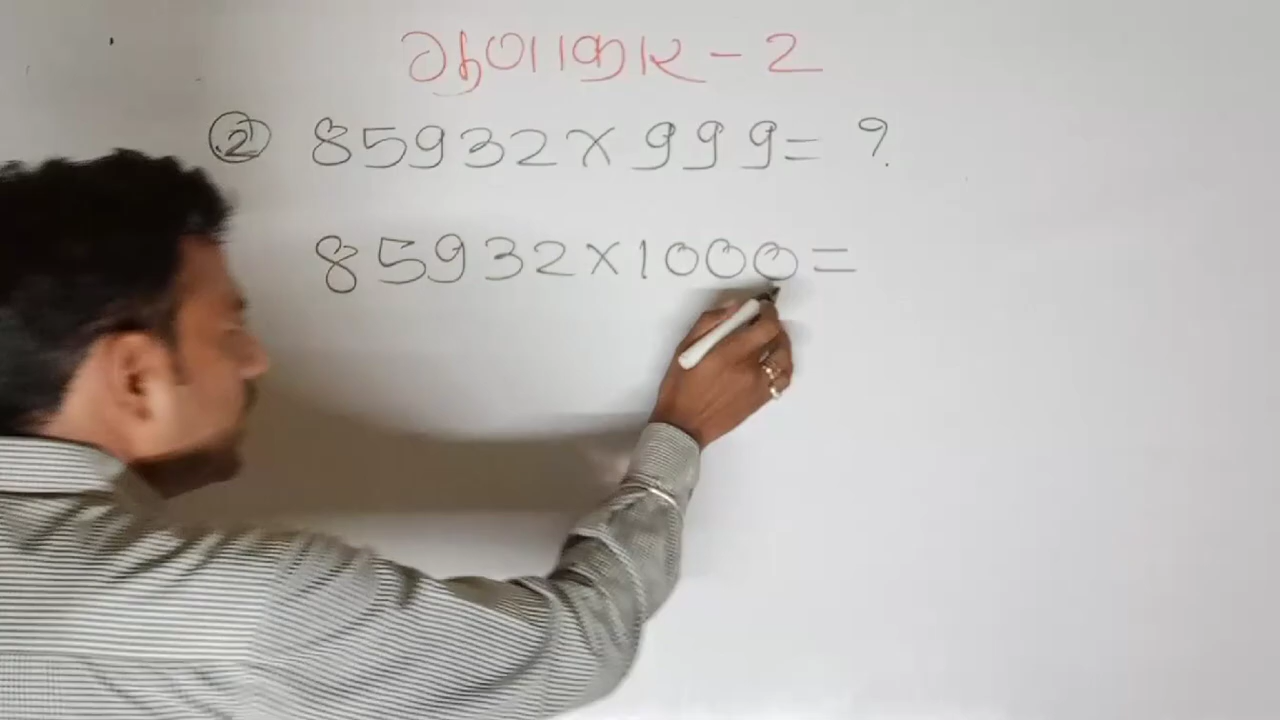 ગુણાકાર - 2
② 85932 × 999 = ?
85932 × 1000 =